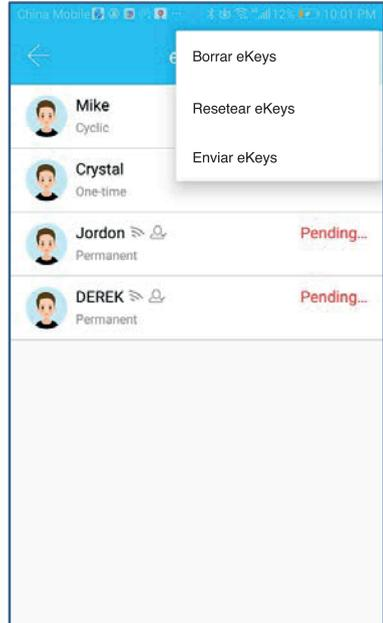 China Mobile 12% 10:01 PM
e
Borrar eKeys
Resetear eKeys
Enviar eKeys
Mike
Cyclic
Crystal
One-time
Jordon Pending...
Permanent
DEREK Pending...
Permanent